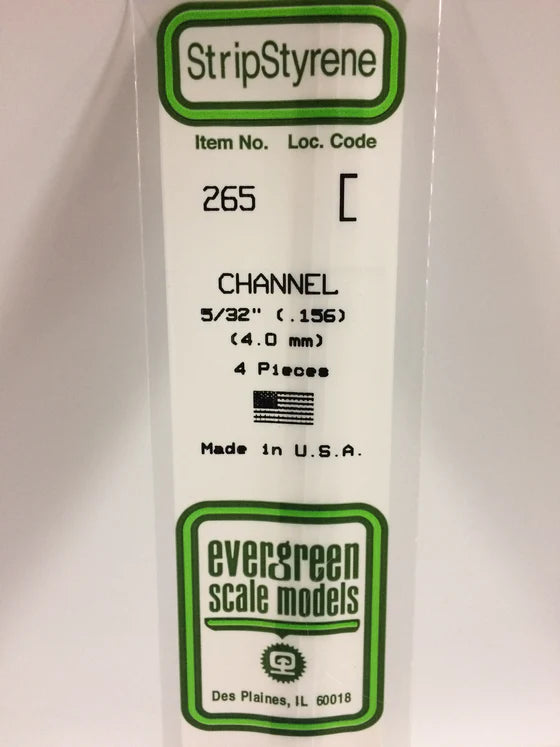 StripStyrene
Item No. Loc. Code
265 [
CHANNEL
5/32" (.156)
(4.0 mm)
4 Pieces
Made in U.S.A.
evergreen
scale models
Des Plaines, IL 60018